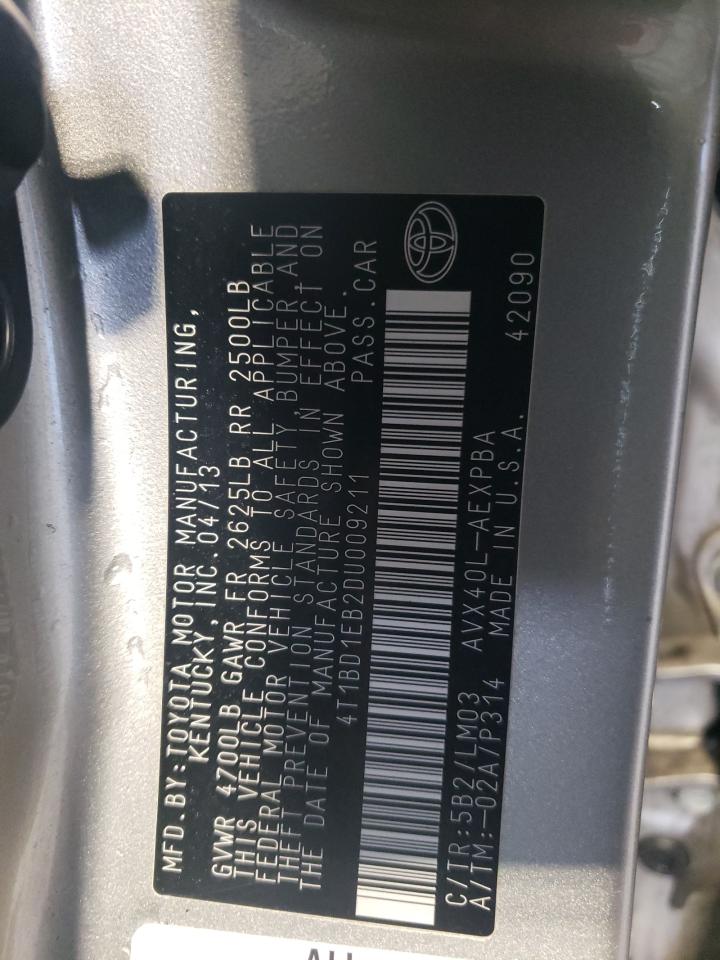 MFD.BY:TOYOTA MOTOR MANUFACTURING,
KENTUCKY,INC.04/13
GVWR 4700LB GAWR FR 2625LB RR 2500LB
THIS VEHICLE CONFORMS TO ALL APPLICABLE
FEDERAL MOTOR VEHICLE SAFETY,BUMPER,AND
THEFT PREVENTION STANDARDS IN EFFECT ON
THE DATE OF MANUFACTURE SHOWN ABOVE.
4T1BD1EB2DU009211 PASS.CAR
C/TR:5B2/LM03 AVX40L-AEXPBA
A/TM:-02A/P314 MADE IN U.S.A. 42090